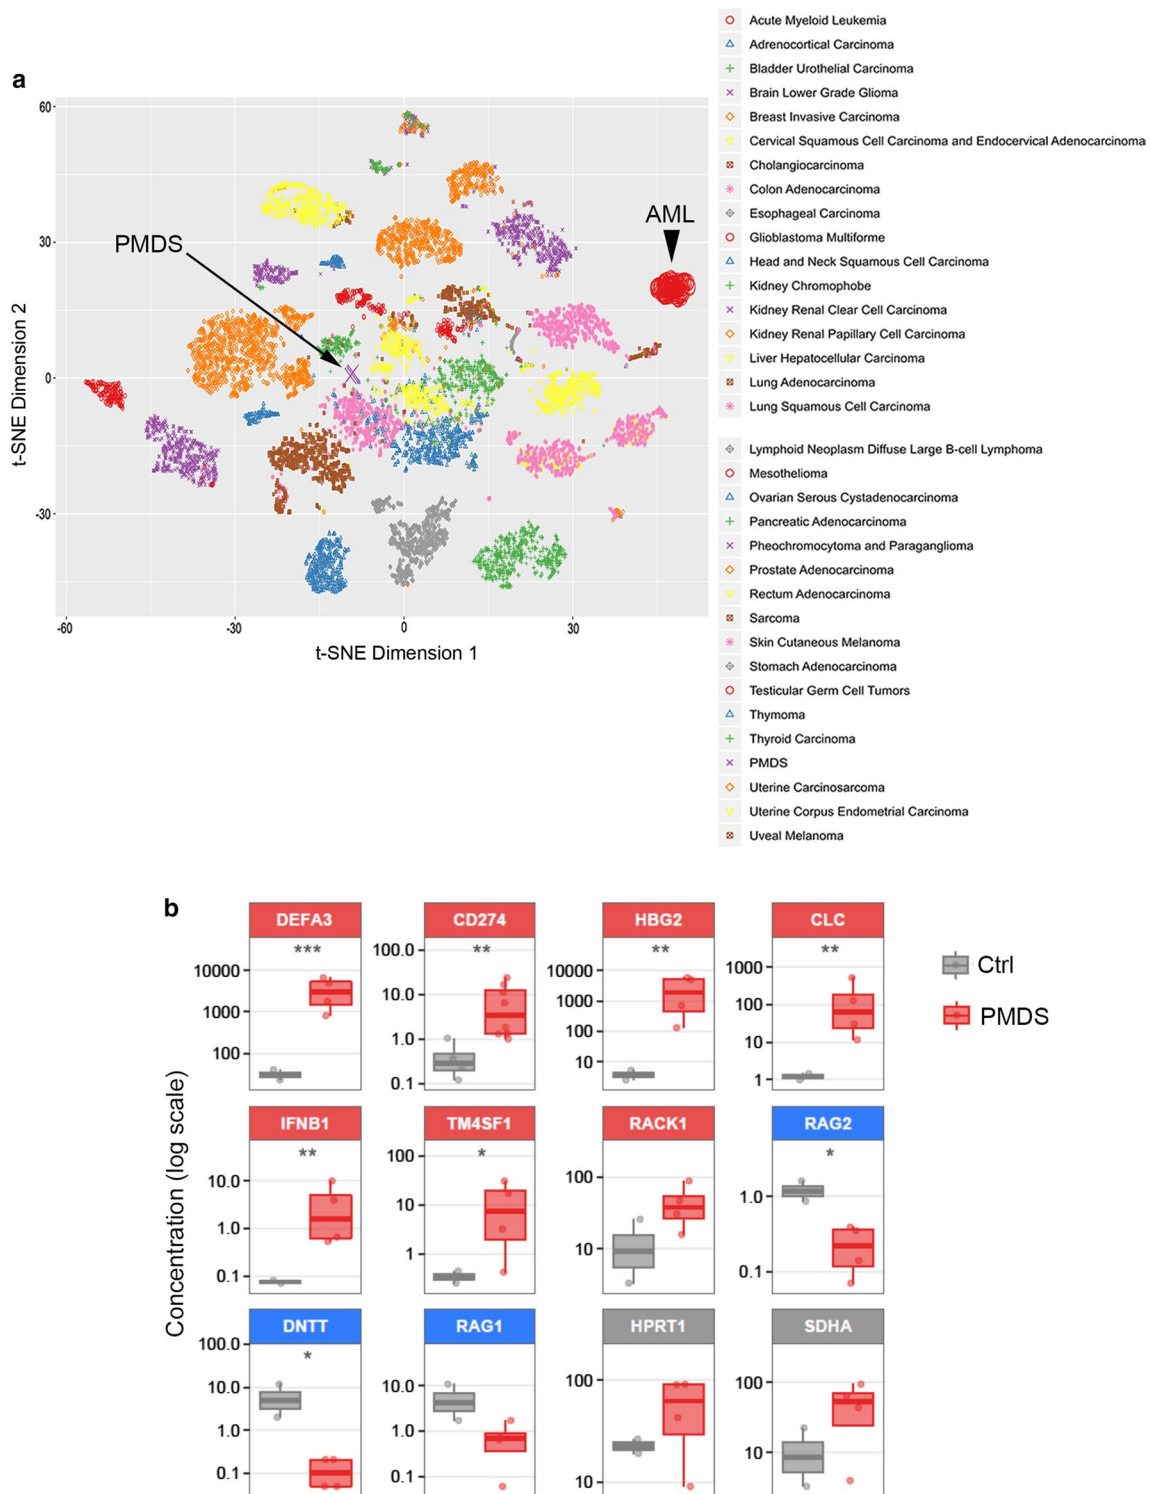 a
60
30
0
-30
-60
-30
0
30
t-SNE Dimension 2
t-SNE Dimension 1
PMDS
AML
Acute Myeloid Leukemia
Adrenocortical Carcinoma
Bladder Urothelial Carcinoma
Brain Lower Grade Glioma
Breast Invasive Carcinoma
Cervical Squamous Cell Carcinoma and Endocervical Adenocarcinoma
Cholangiocarcinoma
Colon Adenocarcinoma
Esophageal Carcinoma
Glioblastoma Multiforme
Head and Neck Squamous Cell Carcinoma
Kidney Chromophobe
Kidney Renal Clear Cell Carcinoma
Kidney Renal Papillary Cell Carcinoma
Liver Hepatocellular Carcinoma
Lung Adenocarcinoma
Lung Squamous Cell Carcinoma
Lymphoid Neoplasm Diffuse Large B-cell Lymphoma
Mesothelioma
Ovarian Serous Cystadenocarcinoma
Pancreatic Adenocarcinoma
Pheochromocytoma and Paraganglioma
Prostate Adenocarcinoma
Rectum Adenocarcinoma
Sarcoma
Skin Cutaneous Melanoma
Stomach Adenocarcinoma
Testicular Germ Cell Tumors
Thymoma
Thyroid Carcinoma
PMDS
Uterine Carcinosarcoma
Uterine Corpus Endometrial Carcinoma
Uveal Melanoma
b
Concentration (log scale)
DEFA3
***
10000
1000
100
CD274
**
100.0
10.0
1.0
0.1
HBG2
**
10000
1000
100
10
CLC
**
1000
100
10
1
Ctrl
PMDS
IFNB1
**
10.0
1.0
0.1
TM4SF1
*
100
10
1
RACK1
100
10
RAG2
*
1.0
0.1
DNTT
*
100.0
10.0
1.0
0.1
RAG1
10.0
1.0
0.1
HPRT1
100
10
SDHA
100
10